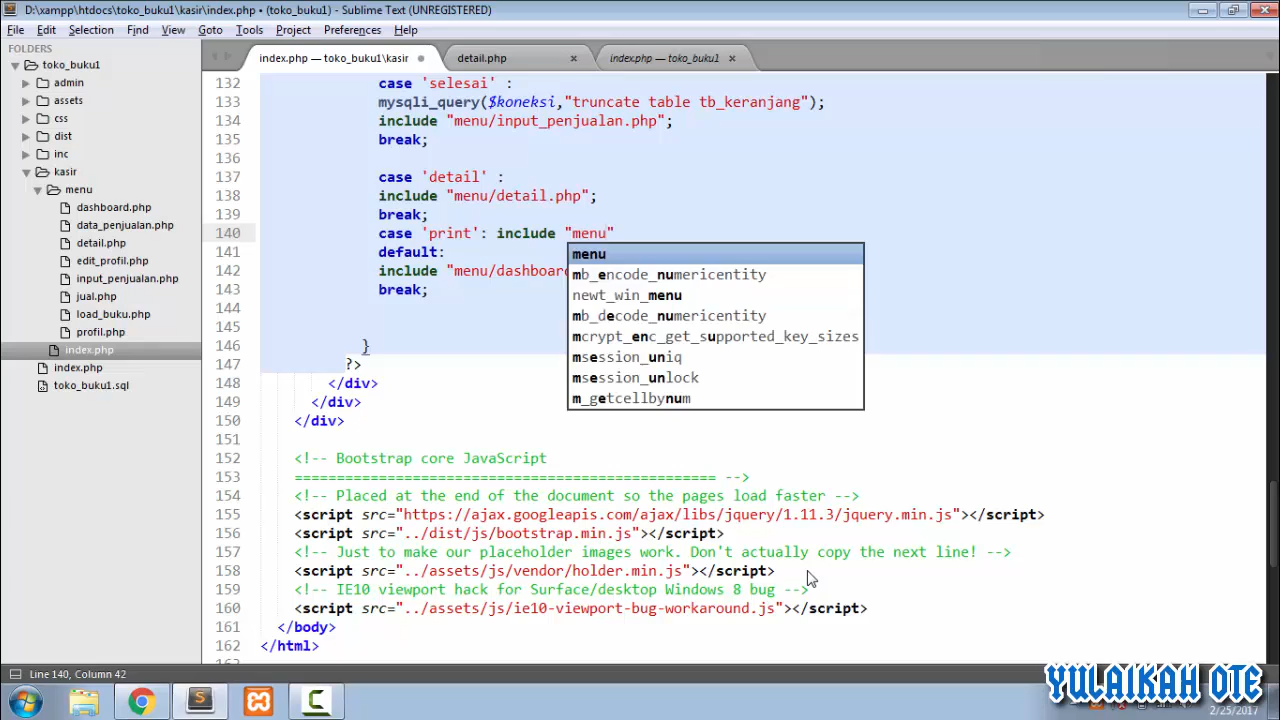 D:\xampp\htdocs\toko_buku1\kasir\index.php • (toko_buku1) - Sublime Text (UNREGISTERED)
File Edit Selection Find View Goto Tools Project Preferences Help
FOLDERS
toko_buku1
admin
assets
css
dist
inc
kasir
menu
dashboard.php
data_penjualan.php
detail.php
edit_profil.php
input_penjualan.php
jual.php
load_buku.php
profil.php
index.php
index.php
toko_buku1.sql
index.php — toko_buku1\kasir detail.php index.php — toko_buku1
132 case 'selesai' :
133 mysqli_query($koneksi,"truncate table tb_keranjang");
134 include "menu/input_penjualan.php";
135 break;
136
137 case 'detail' :
138 include "menu/detail.php";
139 break;
140 case 'print': include "menu"
141 default:
142 include "menu/dashboard
143 break;
144
145
146 }
147 ?>
148 </div>
149 </div>
150 </div>
151
152 <!-- Bootstrap core JavaScript
153 ================================================== -->
154 <!-- Placed at the end of the document so the pages load faster -->
155 <script src="https://ajax.googleapis.com/ajax/libs/jquery/1.11.3/jquery.min.js"></script>
156 <script src="../dist/js/bootstrap.min.js"></script>
157 <!-- Just to make our placeholder images work. Don't actually copy the next line! -->
158 <script src="../assets/js/vendor/holder.min.js"></script>
159 <!-- IE10 viewport hack for Surface/desktop Windows 8 bug -->
160 <script src="../assets/js/ie10-viewport-bug-workaround.js"></script>
161 </body>
162 </html>
menu
mb_encode_numericentity
newt_win_menu
mb_decode_numericentity
mcrypt_enc_get_supported_key_sizes
msession_uniq
msession_unlock
m_getcellbynum
Line 140, Column 42
YULAIKAH OTE
2/25/2017